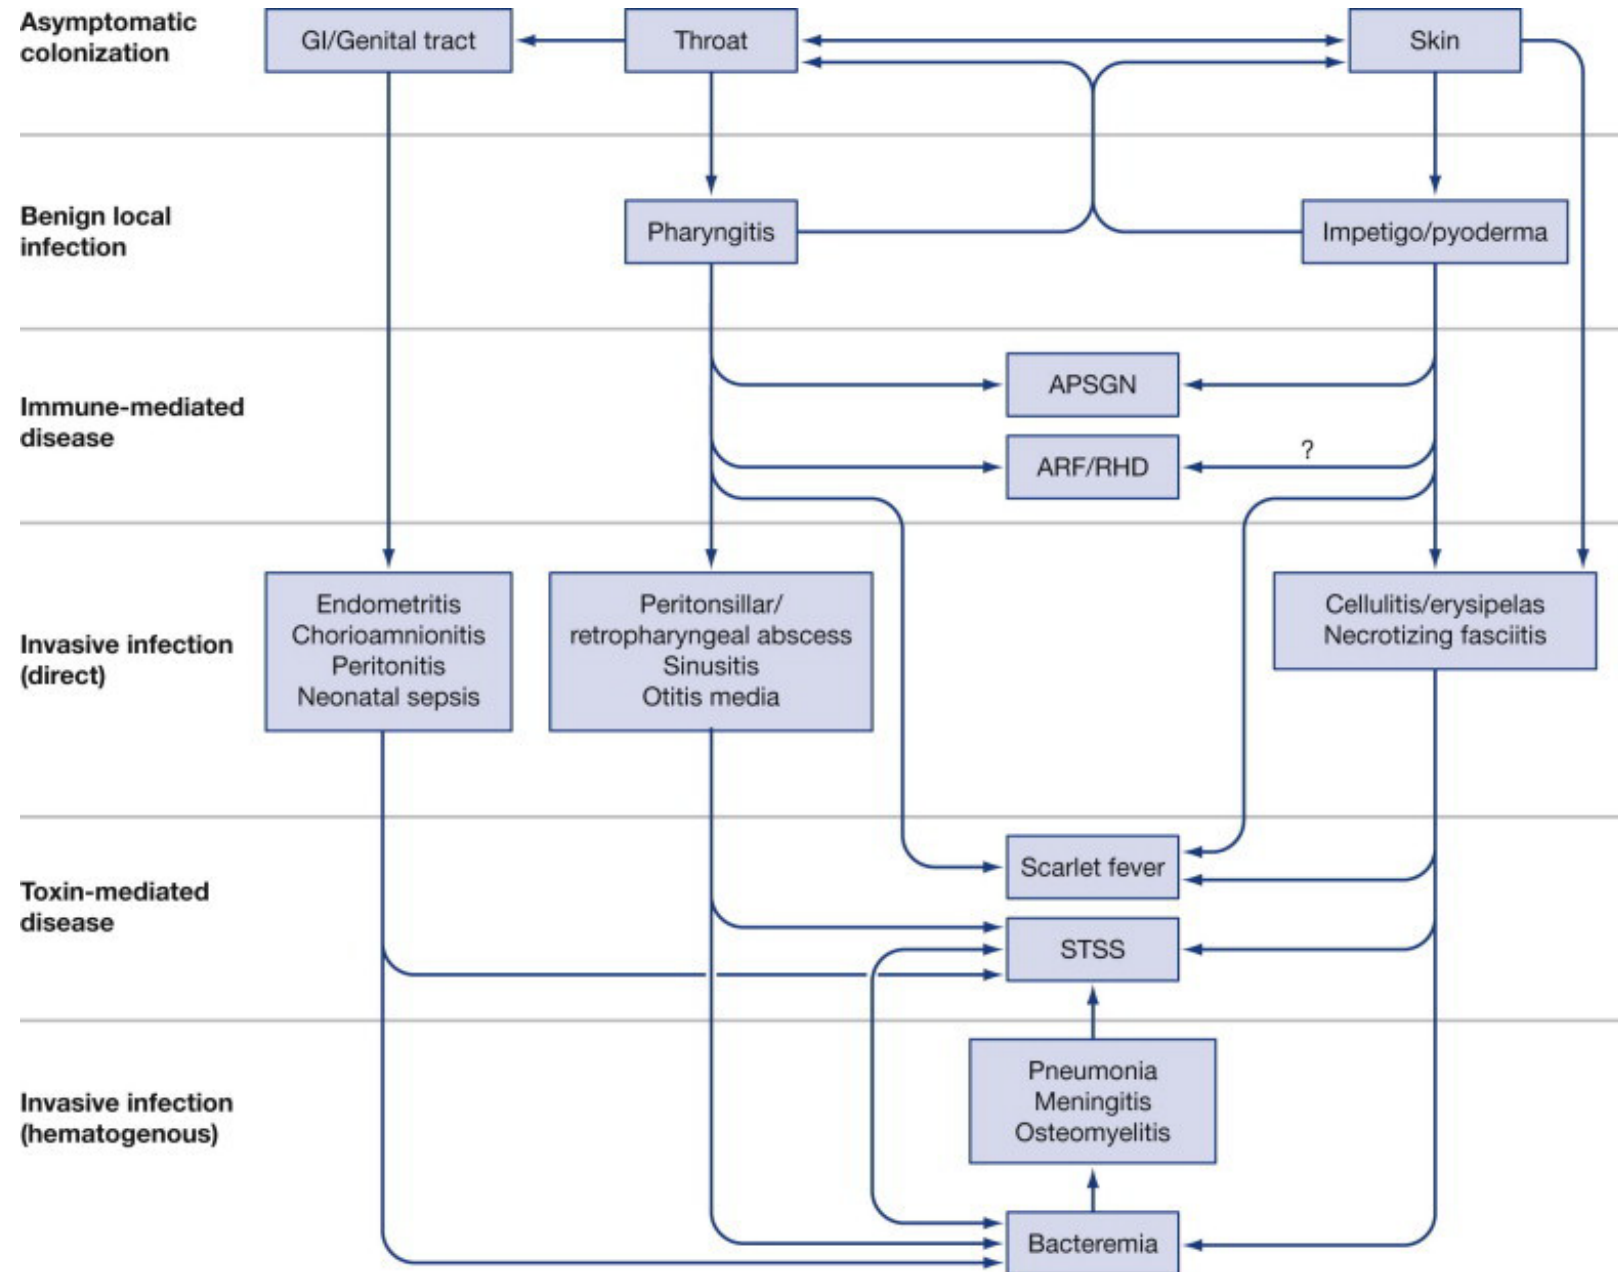 Asymptomatic
colonization
GI/Genital tract
Throat
Skin
Benign local
infection
Pharyngitis
Impetigo/pyoderma
Immune-mediated
disease
APSGN
ARF/RHD
?
Invasive infection
(direct)
Endometritis
Chorioamnionitis
Peritonitis
Neonatal sepsis
Peritonsillar/
retropharyngeal abscess
Sinusitis
Otitis media
Cellulitis/erysipelas
Necrotizing fasciitis
Toxin-mediated
disease
Scarlet fever
STSS
Invasive infection
(hematogenous)
Pneumonia
Meningitis
Osteomyelitis
Bacteremia